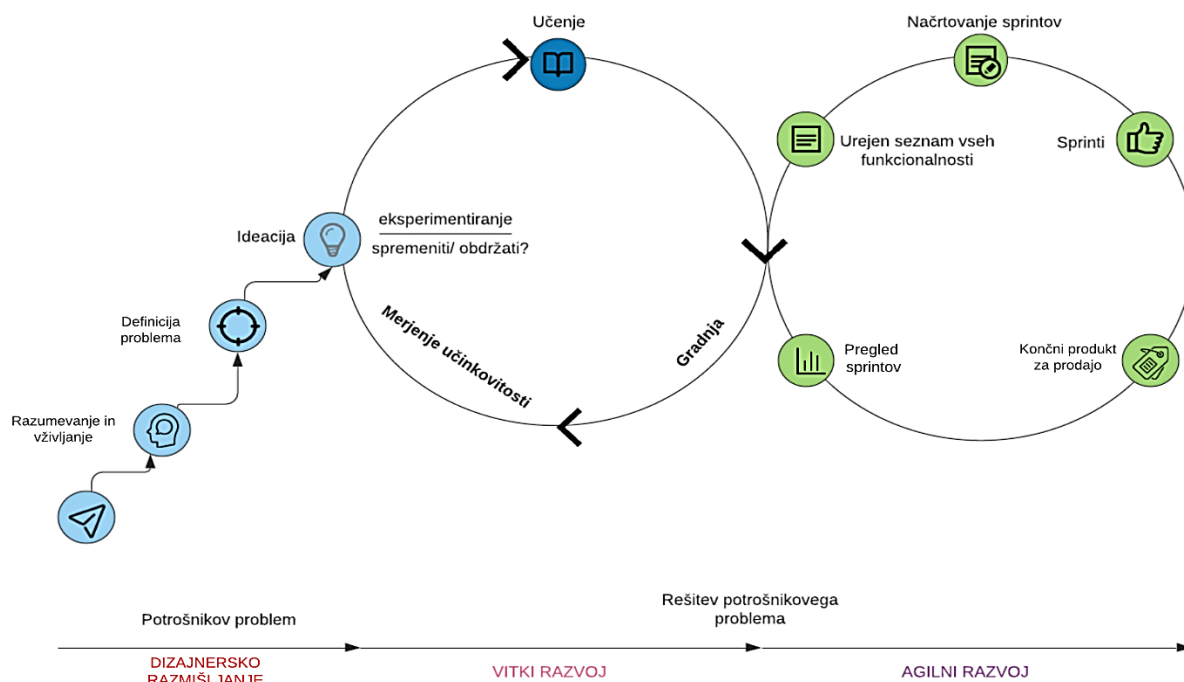 Učenje
Načrtovanje sprintov
Urejen seznam vseh
funkcionalnosti
Sprinti
Ideacija
eksperimentiranje
spremeniti/ obdržati?
Definicija
problema
Merjenje učinkovitosti
Gradnja
Pregled
sprintov
Končni produkt
za prodajo
Razumevanje in
vživljanje
Potrošnikov problem
Rešitev potrošnikovega
problema
DIZAJNERSKO
RAZMIŠLJANJE
VITKI RAZVOJ
AGILNI RAZVOJ